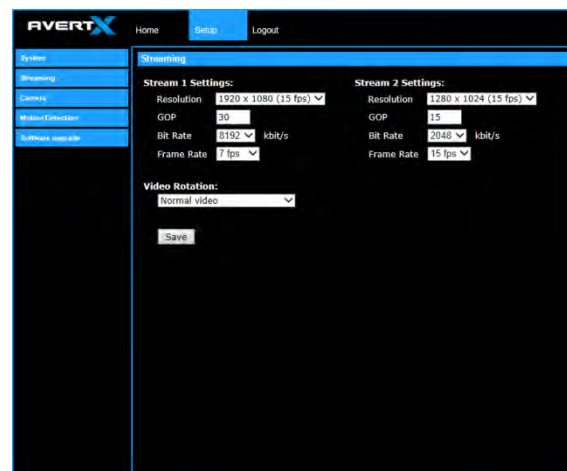 AVERTX
Home Setup Logout
System
Streaming
Camera
Motion Detection
Software upgrade
Streaming
Stream 1 Settings: Stream 2 Settings:
Resolution 1920 x 1080 (15 fps) Resolution 1280 x 1024 (15 fps)
GOP 30 GOP 15
Bit Rate 8192 kbit/s Bit Rate 2048 kbit/s
Frame Rate 7 fps Frame Rate 15 fps
Video Rotation:
Normal video
Save